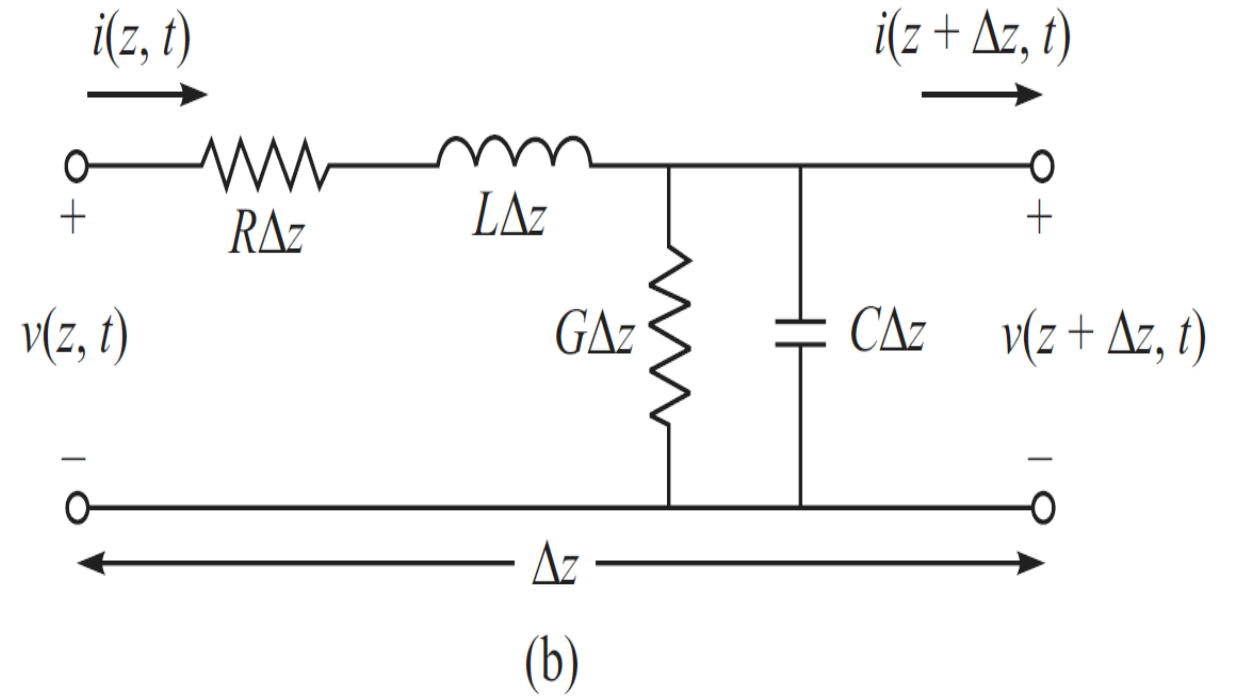 i(z, t)
i(z + Δz, t)
+
RΔz
LΔz
+
v(z, t)
GΔz
CΔz
v(z + Δz, t)
−
−
Δz
(b)